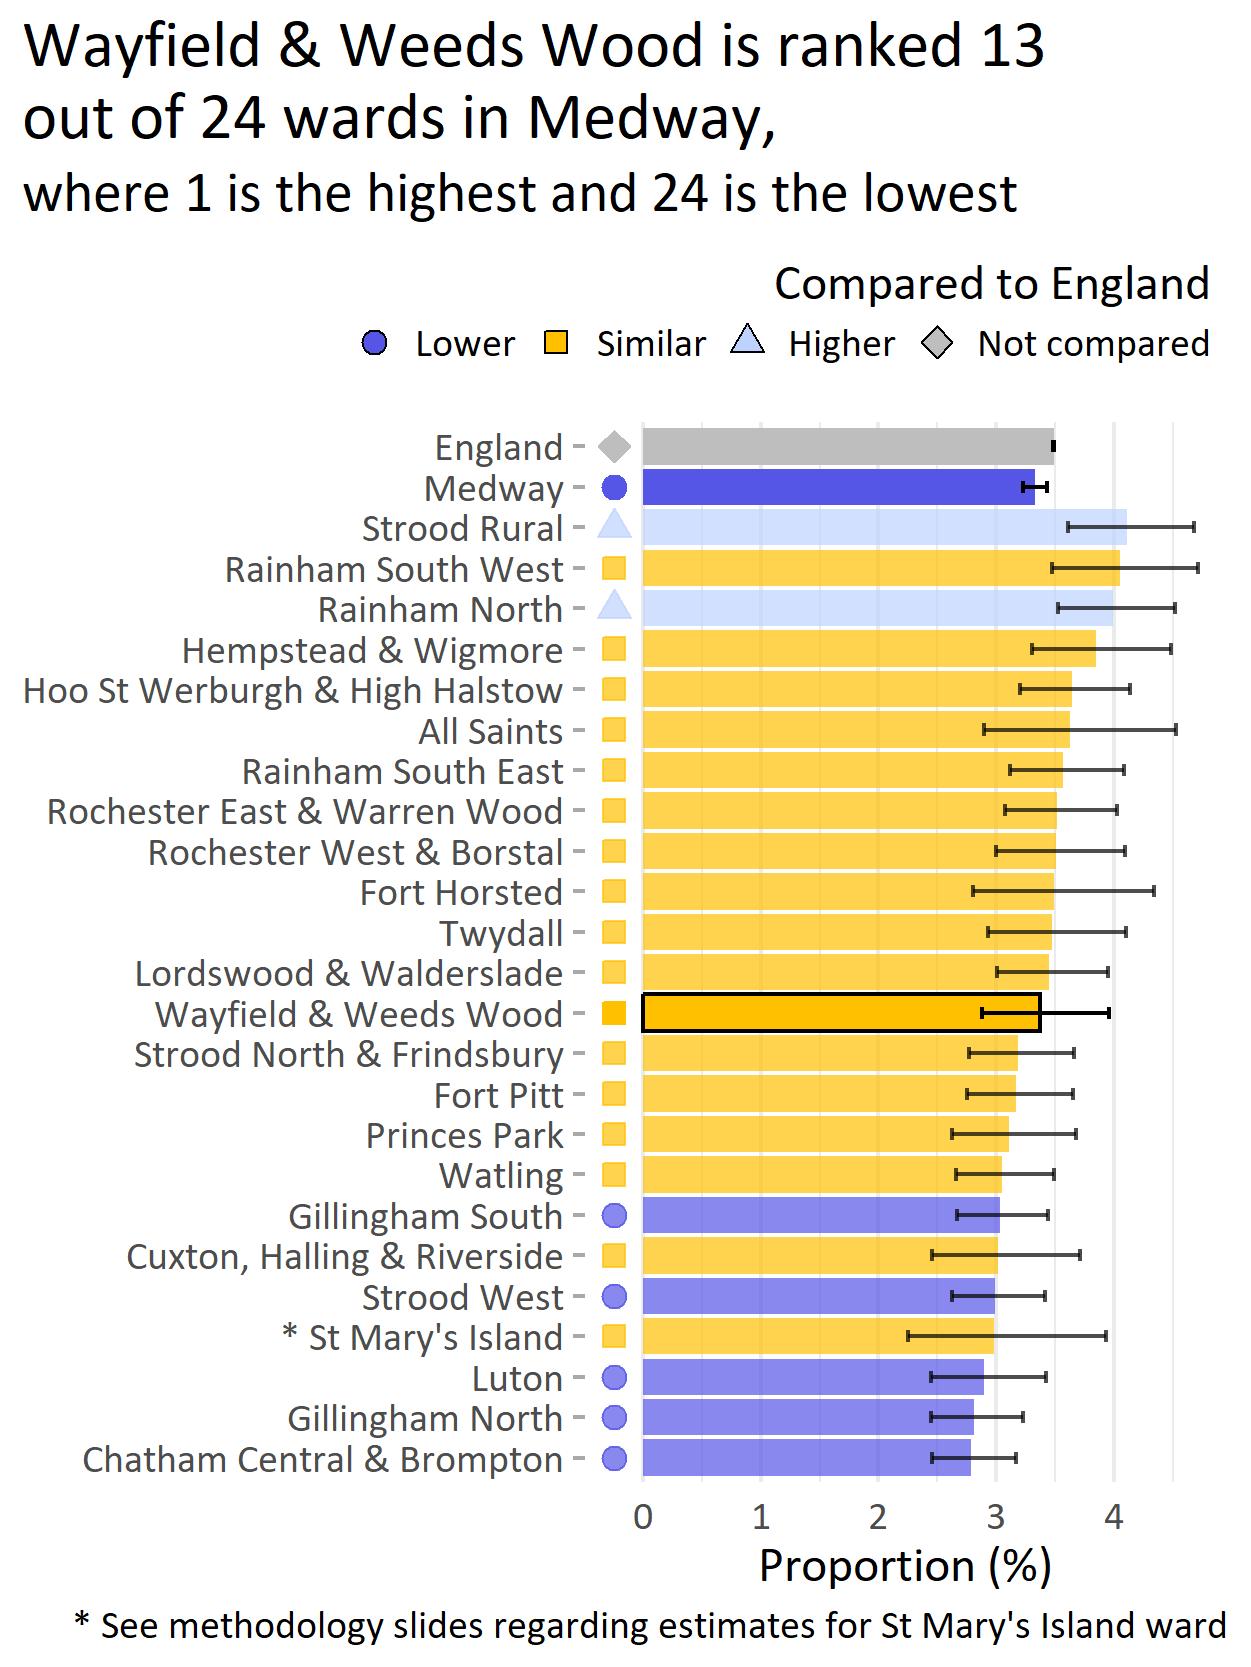 Wayfield & Weeds Wood is ranked 13
out of 24 wards in Medway,
where 1 is the highest and 24 is the lowest
Compared to England
Lower Similar Higher Not compared
England
Medway
Strood Rural
Rainham South West
Rainham North
Hempstead & Wigmore
Hoo St Werburgh & High Halstow
All Saints
Rainham South East
Rochester East & Warren Wood
Rochester West & Borstal
Fort Horsted
Twydall
Lordswood & Walderslade
Wayfield & Weeds Wood
Strood North & Frindsbury
Fort Pitt
Princes Park
Watling
Gillingham South
Cuxton, Halling & Riverside
Strood West
* St Mary's Island
Luton
Gillingham North
Chatham Central & Brompton
0 1 2 3 4
Proportion (%)
* See methodology slides regarding estimates for St Mary's Island ward